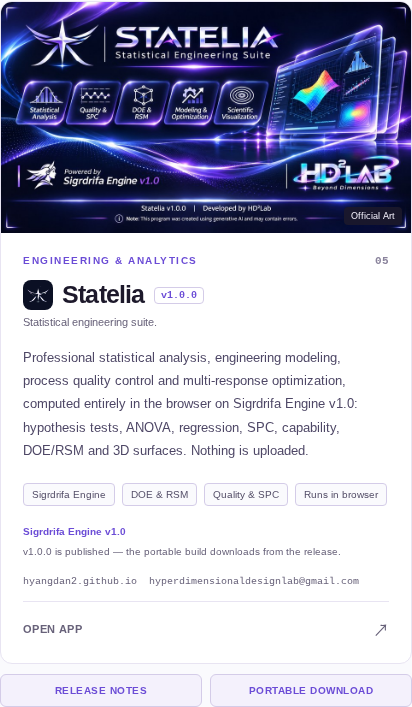 STATELIA
Statistical Engineering Suite
Statistical
Analysis
Quality &
SPC
DOE &
RSM
Modeling &
Optimization
Scientific
Visualization
Powered by
Sigrdrifa Engine v1.0
HD²LAB
Beyond Dimensions
Statelia v1.0.0 | Developed by HD²Lab
Note: This program was created using generative AI and may contain errors.
Official Art
ENGINEERING & ANALYTICS 05
Statelia v1.0.0
Statistical engineering suite.
Professional statistical analysis, engineering modeling,
process quality control and multi-response optimization,
computed entirely in the browser on Sigrdrifa Engine v1.0:
hypothesis tests, ANOVA, regression, SPC, capability,
DOE/RSM and 3D surfaces. Nothing is uploaded.
Sigrdrifa Engine DOE & RSM Quality & SPC Runs in browser
Sigrdrifa Engine v1.0
v1.0.0 is published — the portable build downloads from the release.
hyangdan2.github.io hyperdimensionaldesignlab@gmail.com
OPEN APP ↗
RELEASE NOTES PORTABLE DOWNLOAD